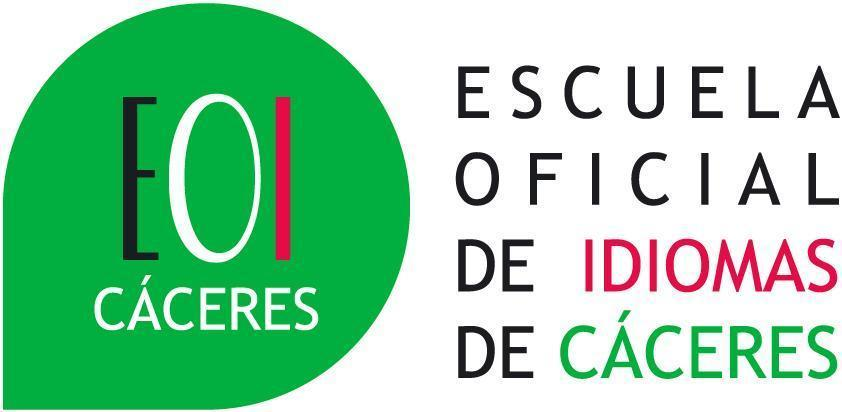 EOI
CÁCERES
ESCUELA
OFICIAL
DE IDIOMAS
DE CÁCERES